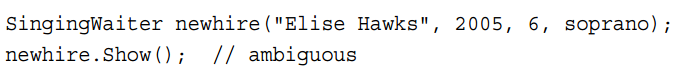 SingingWaiter newhire("Elise Hawks", 2005, 6, soprano);
newhire.Show();  // ambiguous